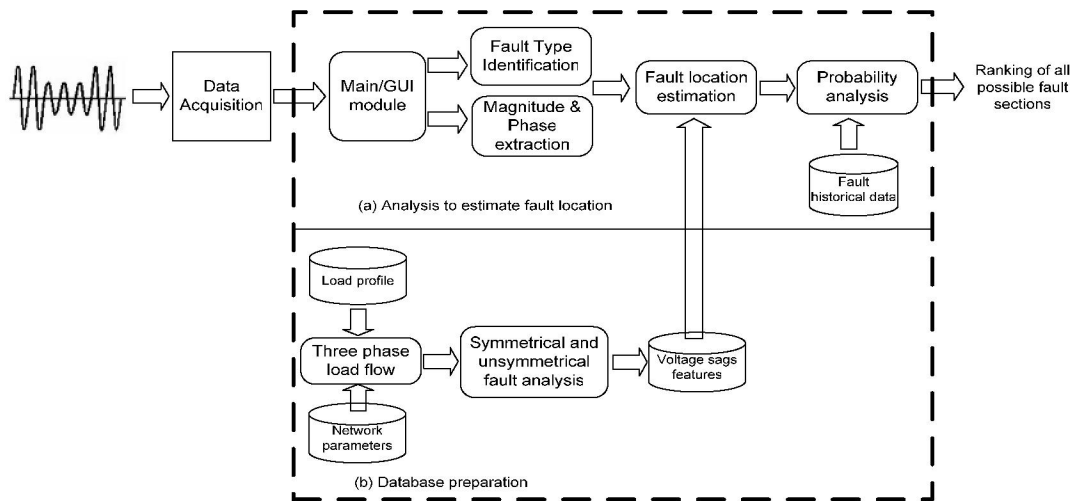 Data
Acquisition
Main/GUI
module
Fault Type
Identification
Magnitude &
Phase
extraction
Fault location
estimation
Probability
analysis
Ranking of all
possible fault
sections
Fault
historical data
(a) Analysis to estimate fault location
Load profile
Three phase
load flow
Symmetrical and
unsymmetrical
fault analysis
Voltage sags
features
Network
parameters
(b) Database preparation